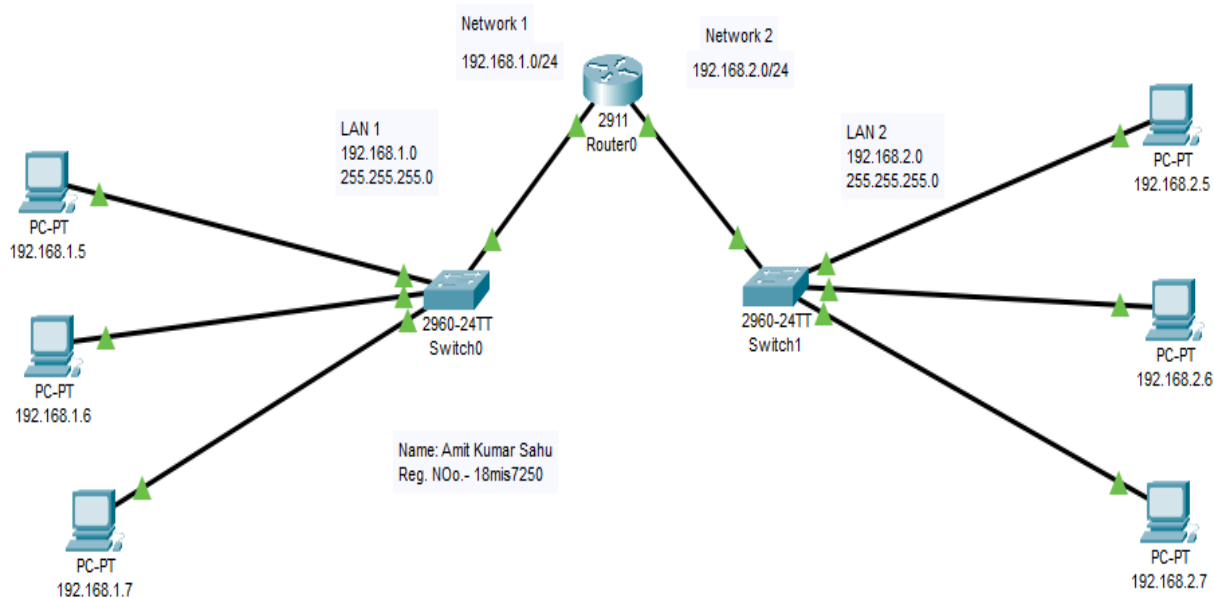 Network 1
192.168.1.0/24
Network 2
192.168.2.0/24
2911
Router0
LAN 1
192.168.1.0
255.255.255.0
LAN 2
192.168.2.0
255.255.255.0
PC-PT
192.168.1.5
PC-PT
192.168.1.6
PC-PT
192.168.1.7
2960-24TT
Switch0
2960-24TT
Switch1
PC-PT
192.168.2.5
PC-PT
192.168.2.6
PC-PT
192.168.2.7
Name: Amit Kumar Sahu
Reg. NOo.- 18mis7250